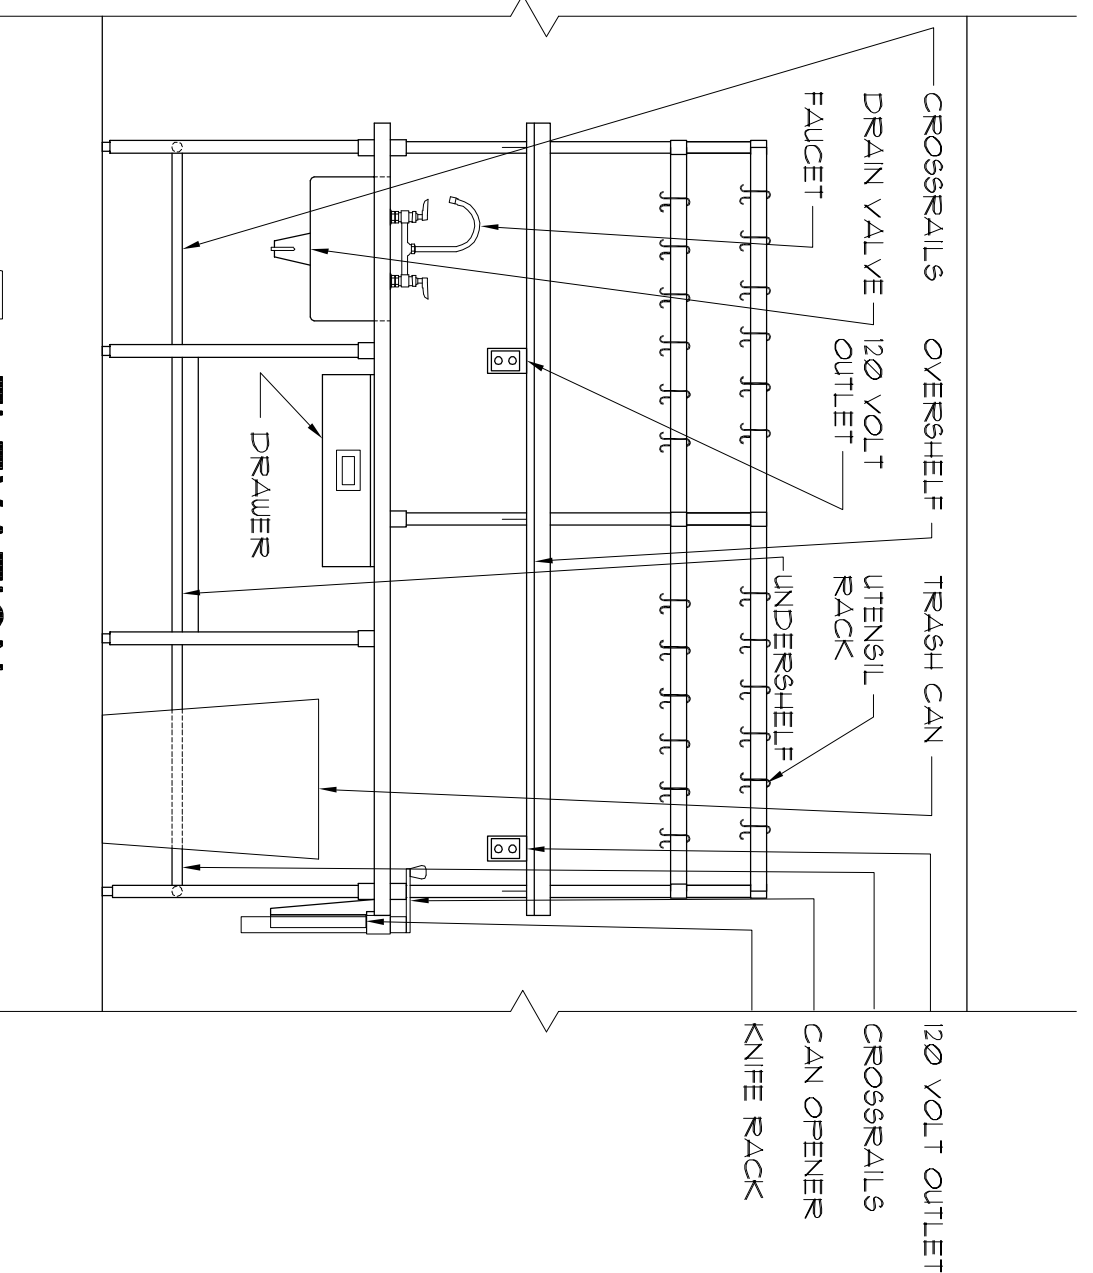 CROSSRAILS
OVERSHELF
TRASH CAN
120 VOLT OUTLET
DRAIN VALVE
120 VOLT
OUTLET
UTENSIL
RACK
CROSSRAILS
FAUCET
CAN OPENER
UNDERSHELF
KNIFE RACK
DRAWER